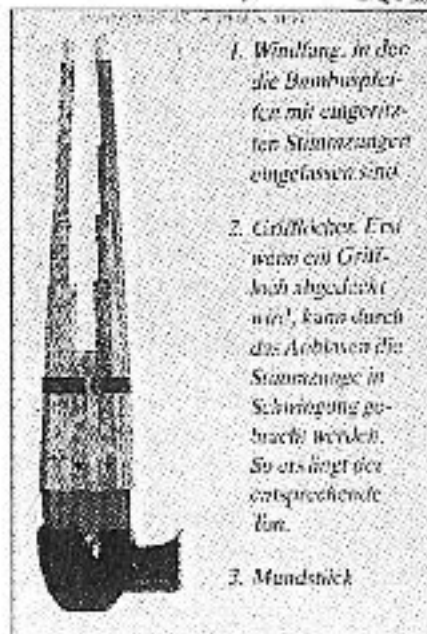 1. Windfang, in den
die Bambuspfei-
fen mit eingeritz-
ten Stimmzungen
eingelassen sind.
2. Grifflöcher. Erst
wenn ein Griff-
loch abgedeckt
wird, kann durch
das Anblasen die
Stimmzunge in
Schwingung ge-
bracht werden.
So erklingt der
entsprechende
Ton.
3. Mundstück